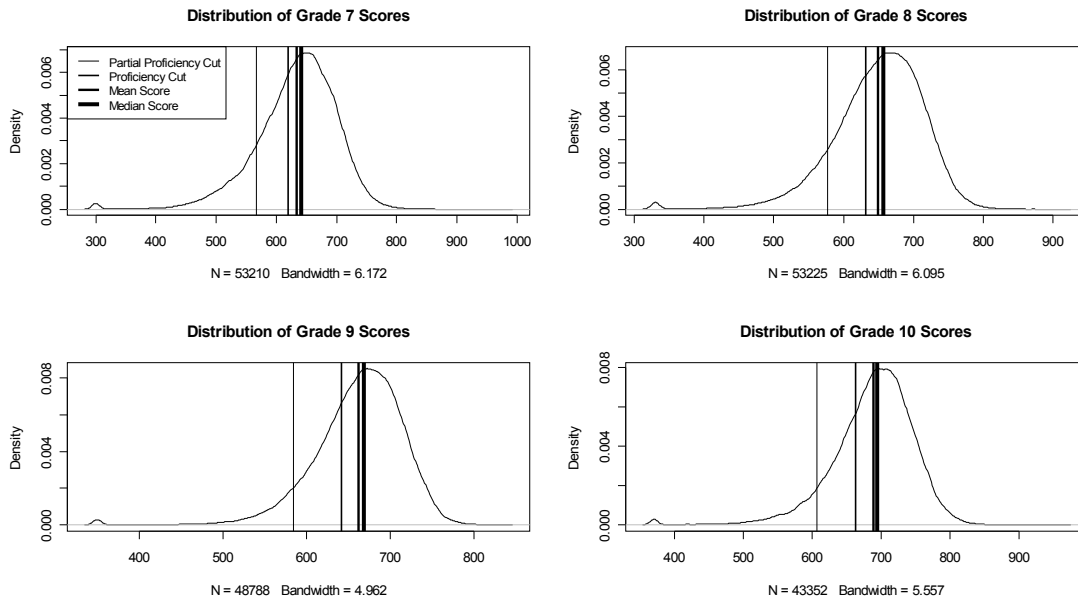 Distribution of Grade 7 Scores
Density
0.000 0.002 0.004 0.006
Partial Proficiency Cut
Proficiency Cut
Mean Score
Median Score
300 400 500 600 700 800 900 1000
N = 53210 Bandwidth = 6.172
Distribution of Grade 8 Scores
Density
0.000 0.002 0.004 0.006
300 400 500 600 700 800 900
N = 53225 Bandwidth = 6.095
Distribution of Grade 9 Scores
Density
0.000 0.004 0.008
400 500 600 700 800
N = 48788 Bandwidth = 4.962
Distribution of Grade 10 Scores
Density
0.000 0.004 0.008
400 500 600 700 800 900
N = 43352 Bandwidth = 5.557